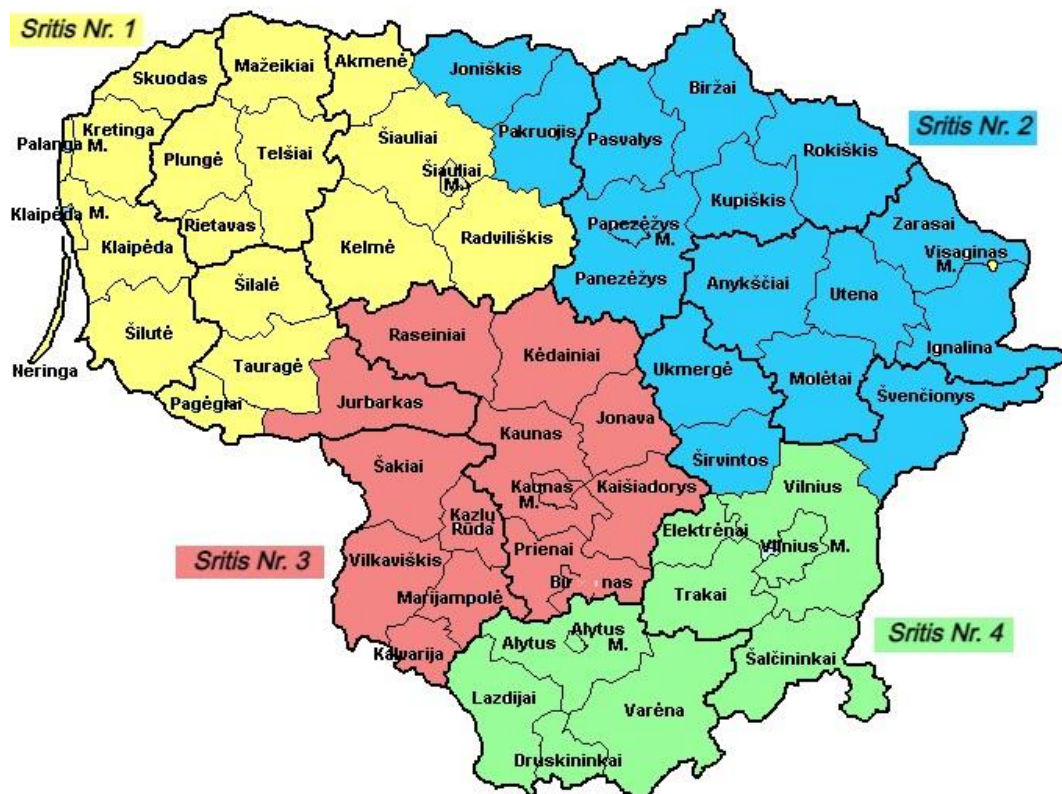 Sritis Nr. 1
Skuodas
Mažeikiai
Akmenė
Kretinga
M.
Palanga
Plungė
Telšiai
Šiauliai
Šiauliai
M.
Klaipėda M.
Klaipėda
Rietavas
Kelmė
Radviliškis
Šilalė
Šilutė
Neringa
Tauragė
Pagėgiai
Sritis Nr. 2
Joniškis
Pakruojis
Pasvalys
Biržai
Rokiškis
Kupiškis
Papezėžys
M.
Panezėžys
Zarasai
Visaginas
M.
Anykščiai
Utena
Ignalina
Ukmergė
Molėtai
Švenčionys
Širvintos
Sritis Nr. 3
Raseiniai
Kėdainiai
Jurbarkas
Jonava
Kaunas
Kaunas
M.
Kaišiadorys
Šakiai
Kazlų
Rūda
Vilkaviškis
Prienai
Bir nas
Marijampolė
Kalvarija
Sritis Nr. 4
Vilnius
Elektrėnai
Vilnius M.
Trakai
Šalčininkai
Alytus
Alytus
M.
Lazdijai
Varėna
Druskininkai